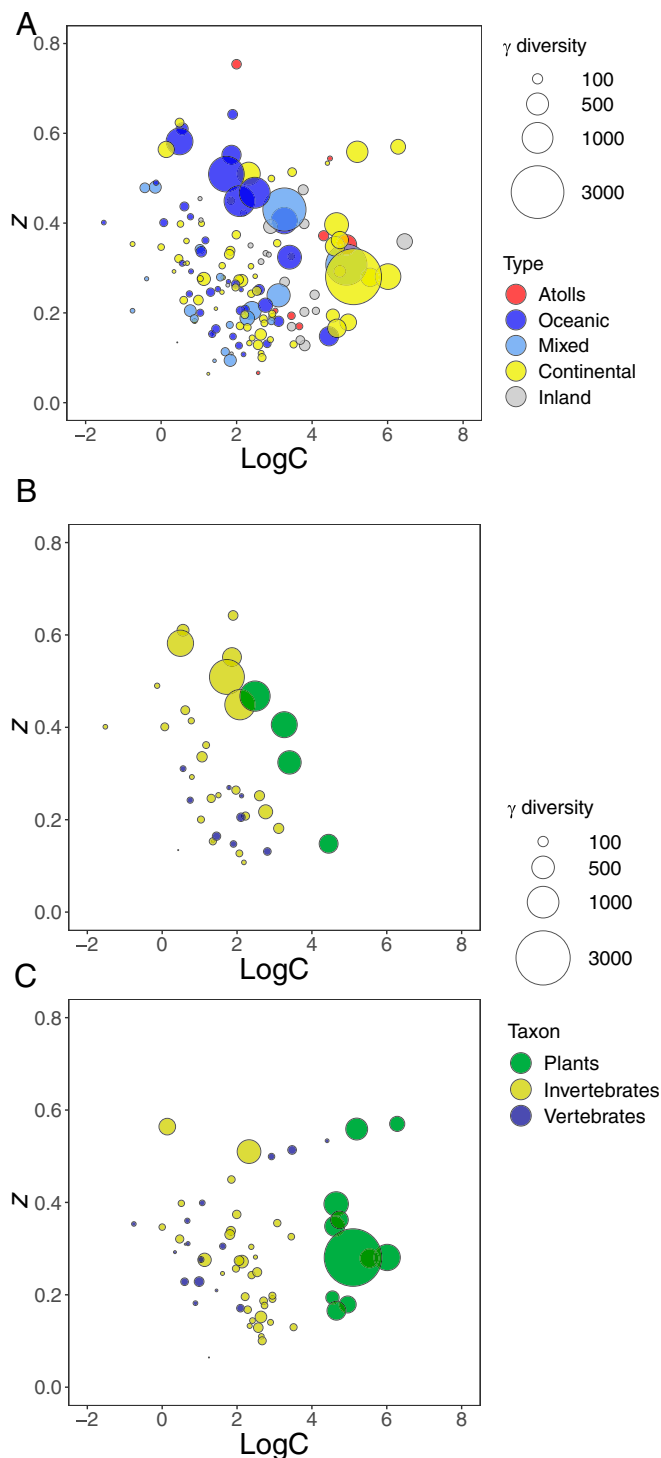 A
0.8
0.6
0.4
0.2
0.0
z
−2
0
2
4
6
8
LogC
γ diversity
100
500
1000
3000
Type
Atolls
Oceanic
Mixed
Continental
Inland
B
0.8
0.6
0.4
0.2
0.0
z
−2
0
2
4
6
8
LogC
γ diversity
100
500
1000
3000
C
0.8
0.6
0.4
0.2
0.0
z
−2
0
2
4
6
8
LogC
Taxon
Plants
Invertebrates
Vertebrates